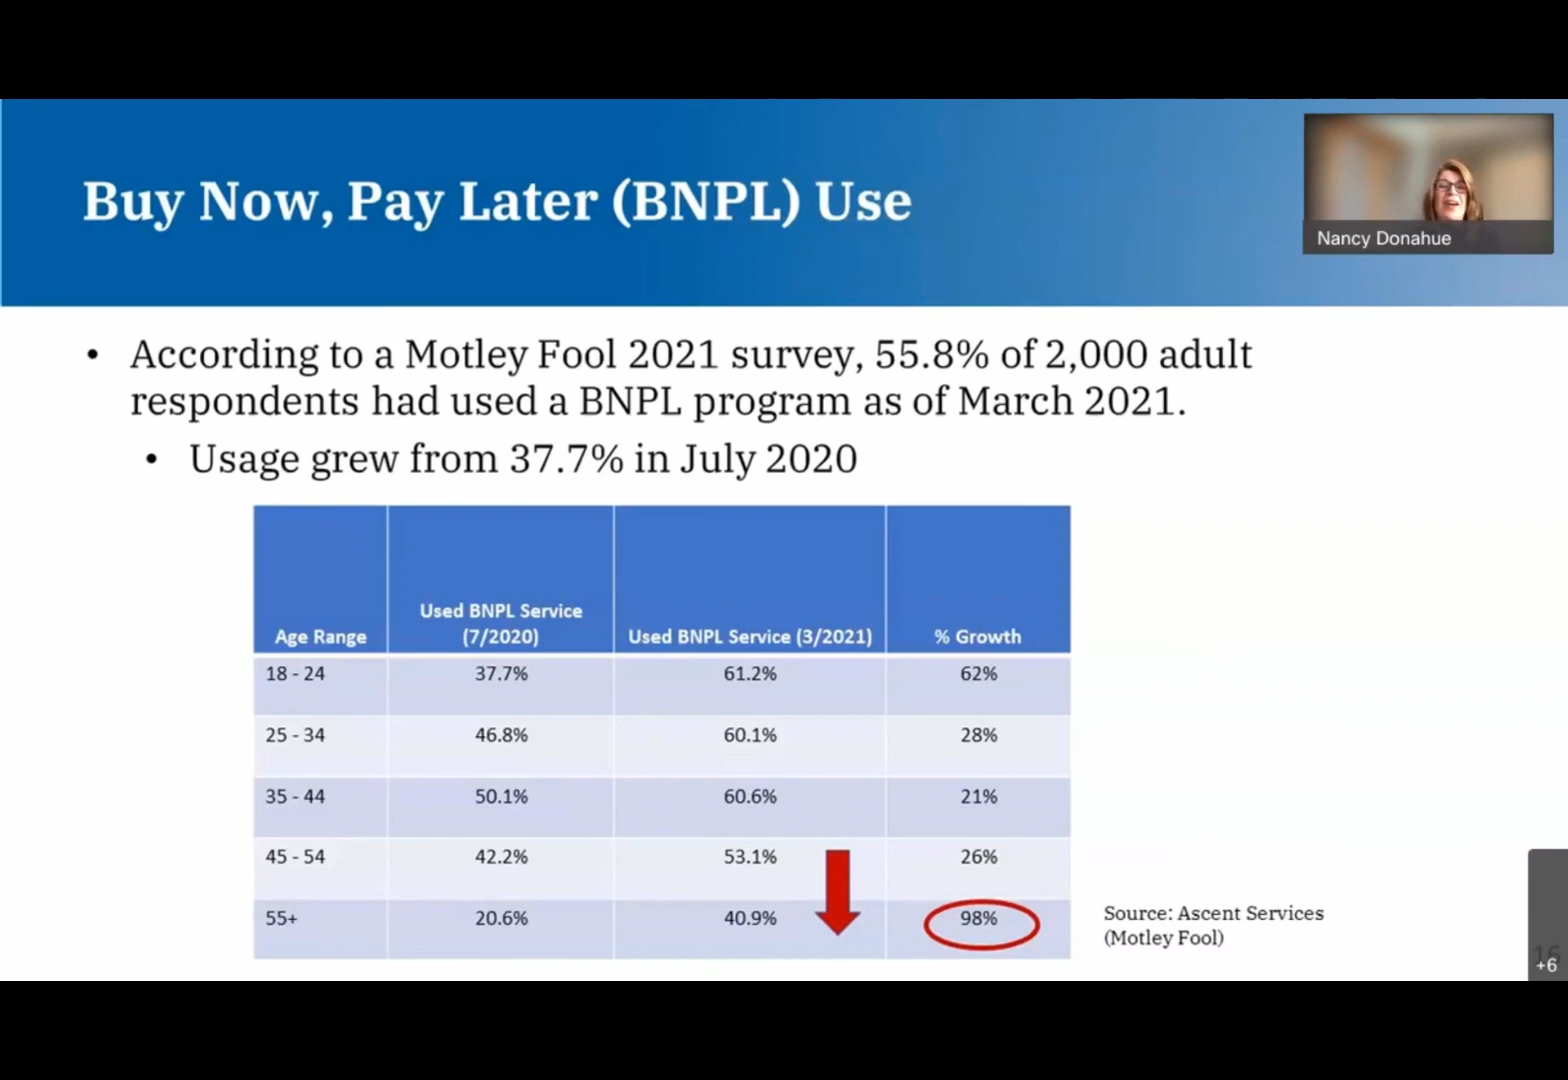 Buy Now, Pay Later (BNPL) Use
Nancy Donahue
• According to a Motley Fool 2021 survey, 55.8% of 2,000 adult
respondents had used a BNPL program as of March 2021.
• Usage grew from 37.7% in July 2020
Age Range
Used BNPL Service
(7/2020)
Used BNPL Service (3/2021)
% Growth
18 - 24 37.7% 61.2% 62%
25 - 34 46.8% 60.1% 28%
35 - 44 50.1% 60.6% 21%
45 - 54 42.2% 53.1% 26%
55+ 20.6% 40.9% 98%
Source: Ascent Services
(Motley Fool)
16
+6